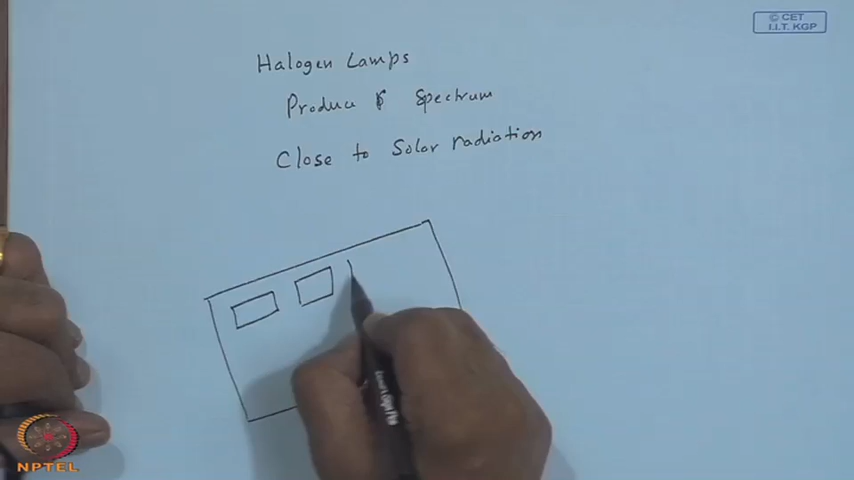 © CET
I.I.T. KGP
Halogen Lamps
Produce Spectrum
Close to Solar radiation
NPTEL